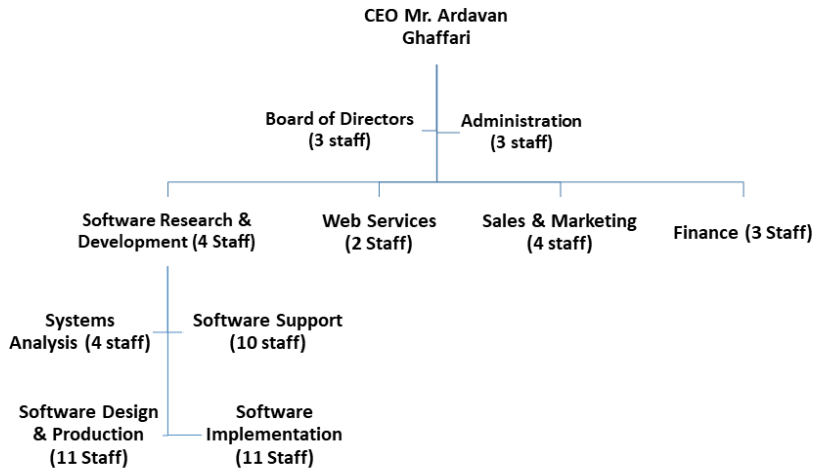 CEO Mr. Ardavan
Ghaffari
Board of Directors
(3 staff)
Administration
(3 staff)
Software Research &
Development (4 Staff)
Web Services
(2 Staff)
Sales & Marketing
(4 staff)
Finance (3 Staff)
Systems
Analysis (4 staff)
Software Support
(10 staff)
Software Design
& Production
(11 Staff)
Software
Implementation
(11 Staff)